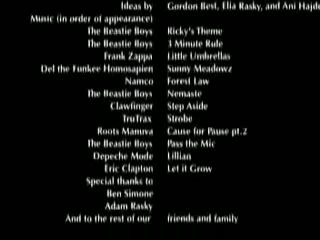 Ideas by Gordon Best, Elia Rasky, and Ani Hajde
Music (in order of appearance)
The Beastie Boys Ricky's Theme
The Beastie Boys 3 Minute Rule
Frank Zappa Little Umbrellas
Del the Funkee Homosapien Sunny Meadowz
Namco Forest Law
The Beastie Boys Nemaste
Clawfinger Step Aside
TruTrax Strobe
Roots Manuva Cause for Pause pt.2
The Beastie Boys Pass the Mic
Depeche Mode Lillian
Eric Clapton Let it Grow
Special thanks to
Ben Simone
Adam Rasky
And to the rest of our friends and family